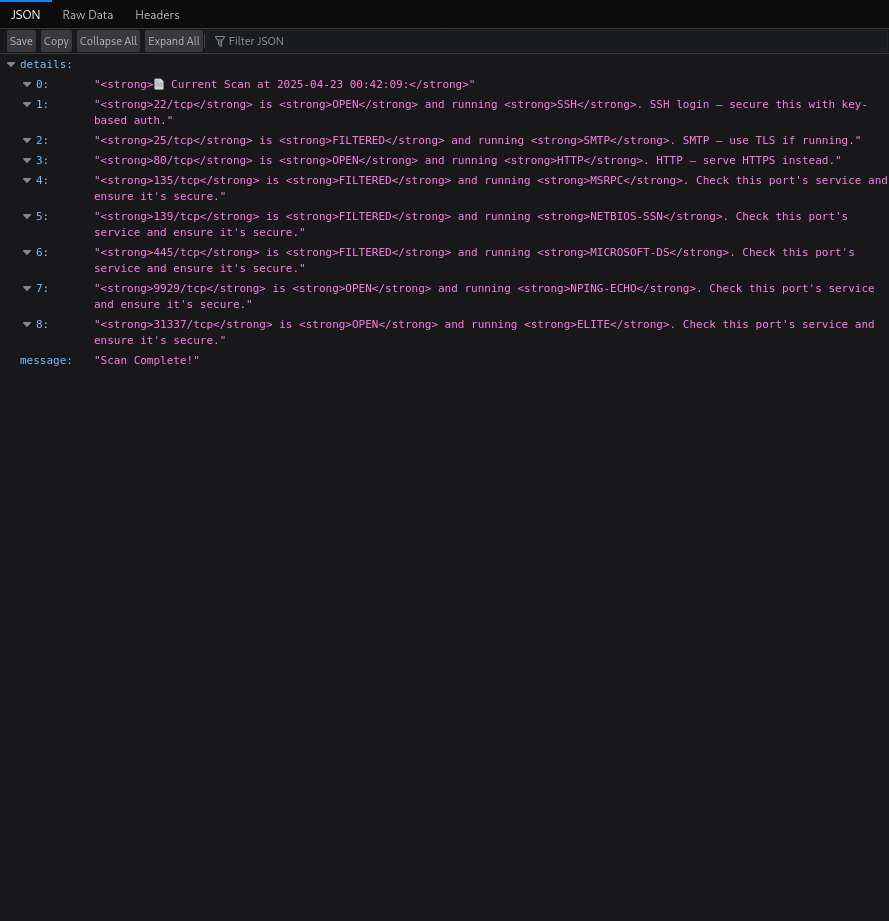 JSON Raw Data Headers
Save Copy Collapse All Expand All Filter JSON
details:
0: "<strong>📄 Current Scan at 2025-04-23 00:42:09:</strong>"
1: "<strong>22/tcp</strong> is <strong>OPEN</strong> and running <strong>SSH</strong>. SSH login – secure this with key-
based auth."
2: "<strong>25/tcp</strong> is <strong>FILTERED</strong> and running <strong>SMTP</strong>. SMTP – use TLS if running."
3: "<strong>80/tcp</strong> is <strong>OPEN</strong> and running <strong>HTTP</strong>. HTTP – serve HTTPS instead."
4: "<strong>135/tcp</strong> is <strong>FILTERED</strong> and running <strong>MSRPC</strong>. Check this port's service and
ensure it's secure."
5: "<strong>139/tcp</strong> is <strong>FILTERED</strong> and running <strong>NETBIOS-SSN</strong>. Check this port's
service and ensure it's secure."
6: "<strong>445/tcp</strong> is <strong>FILTERED</strong> and running <strong>MICROSOFT-DS</strong>. Check this port's
service and ensure it's secure."
7: "<strong>9929/tcp</strong> is <strong>OPEN</strong> and running <strong>NPING-ECHO</strong>. Check this port's service
and ensure it's secure."
8: "<strong>31337/tcp</strong> is <strong>OPEN</strong> and running <strong>ELITE</strong>. Check this port's service and
ensure it's secure."
message: "Scan Complete!"